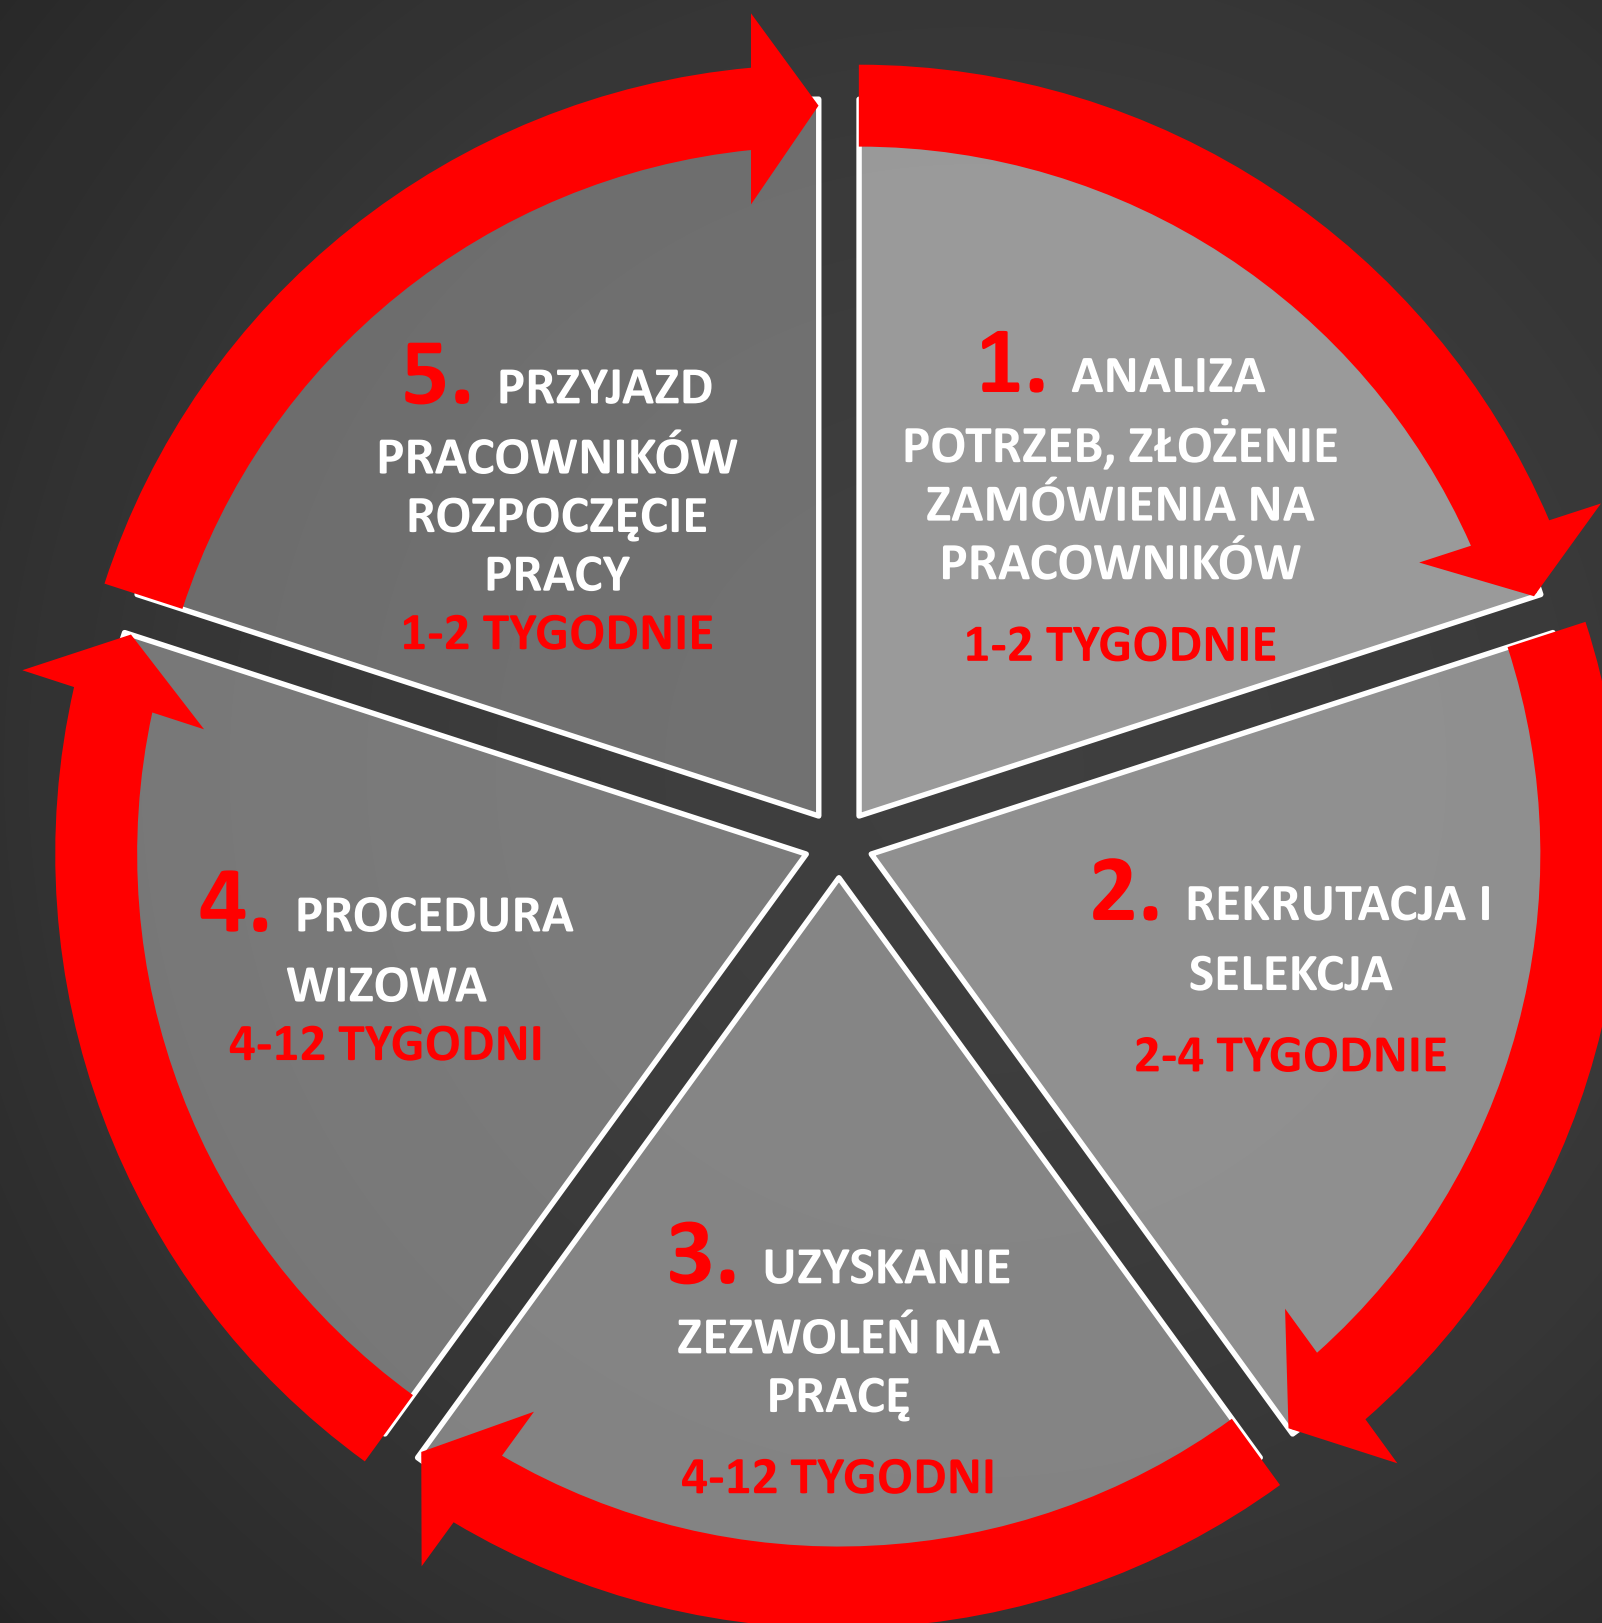 1. ANALIZA
POTRZEB, ZŁOŻENIE
ZAMÓWIENIA NA
PRACOWNIKÓW
1-2 TYGODNIE
2. REKRUTACJA I
SELEKCJA
2-4 TYGODNIE
3. UZYSKANIE
ZEZWOLEŃ NA
PRACĘ
4-12 TYGODNI
4. PROCEDURA
WIZOWA
4-12 TYGODNI
5. PRZYJAZD
PRACOWNIKÓW
ROZPOCZĘCIE
PRACY
1-2 TYGODNIE